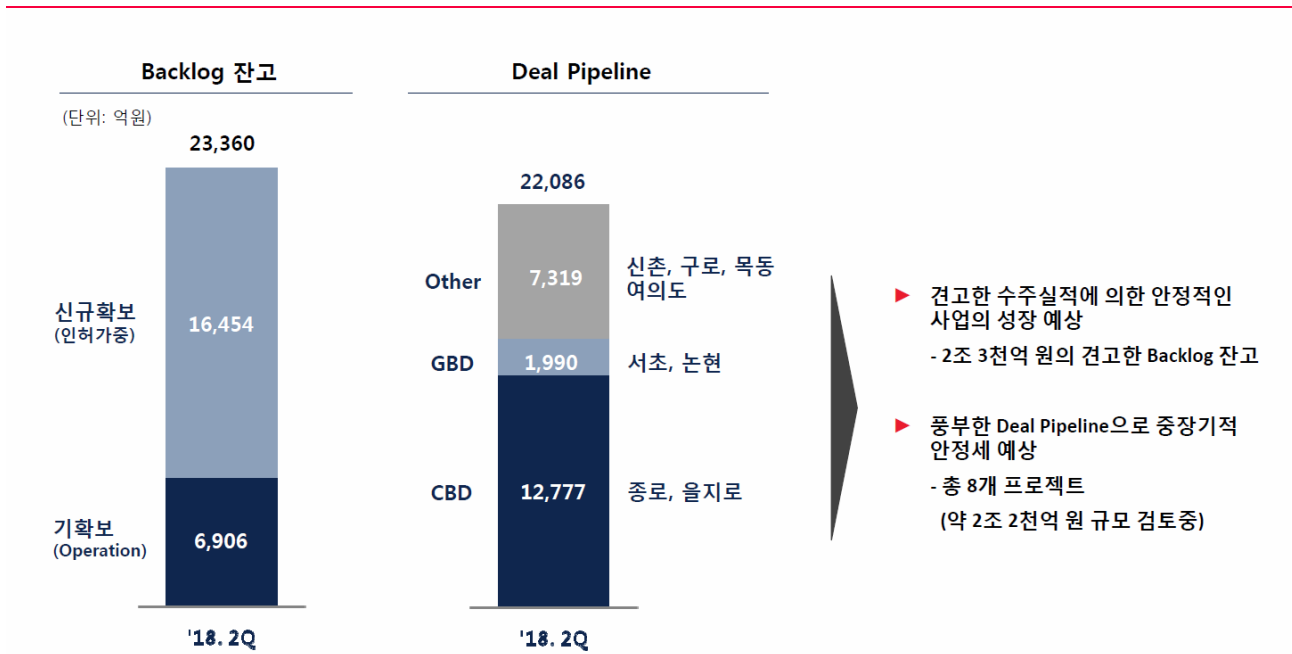 Backlog 잔고
(단위: 억원)
23,360
신규확보
(인허가중)
16,454
기확보
(Operation)
6,906
'18. 2Q
Deal Pipeline
22,086
Other
7,319
신촌, 구로, 목동
여의도
GBD
1,990
서초, 논현
CBD
12,777
종로, 을지로
'18. 2Q
견고한 수주실적에 의한 안정적인
사업의 성장 예상
- 2조 3천억 원의 견고한 Backlog 잔고
풍부한 Deal Pipeline으로 중장기적
안정세 예상
- 총 8개 프로젝트
(약 2조 2천억 원 규모 검토중)